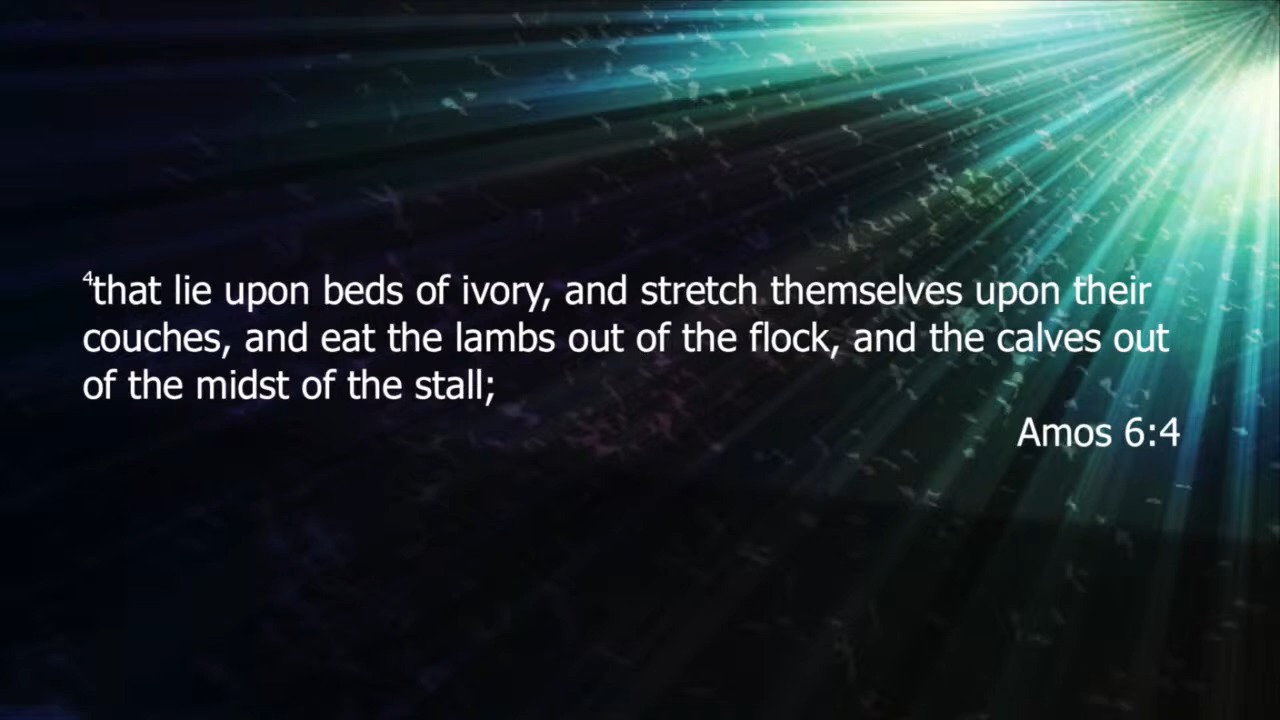 ⁴that lie upon beds of ivory, and stretch themselves upon their
couches, and eat the lambs out of the flock, and the calves out
of the midst of the stall;
Amos 6:4